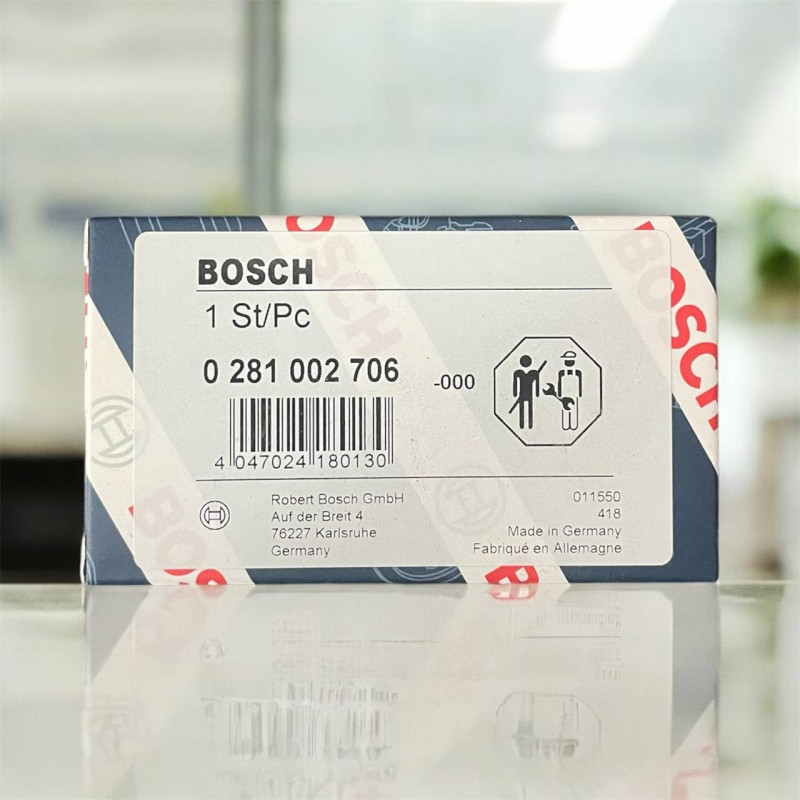 BOSCH
1 St/Pc
0 281 002 706
-000
4 047024 180130
Robert Bosch GmbH
Auf der Breit 4
76227 Karlsruhe
Germany
011550
418
Made in Germany
Fabriqué en Allemagne
BOSCH
BOSCH
BOS